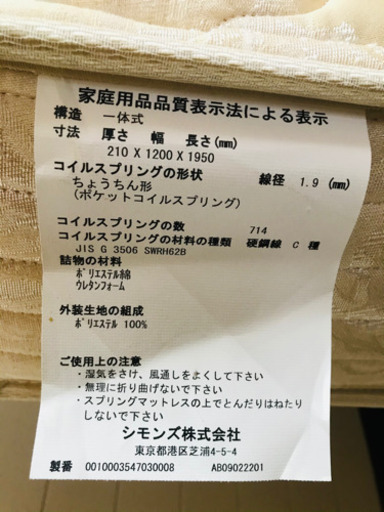 家庭用品品質表示法による表示
構造 一体式
寸法 厚さ 幅 長さ(mm)
210 X 1200 X 1950
コイルスプリングの形状 線径 1.9 (mm)
ちょうちん形
(ポケットコイルスプリング)
コイルスプリングの数 714
コイルスプリングの材料の種類 硬鋼線 C 種
JIS G 3506 SWRH62B
詰物の材料
ポリエステル綿
ウレタンフォーム
外装生地の組成
ポリエステル 100%
ご使用上の注意
・湿気をさけ、風通しをよくして下さい
・無理に折り曲げないで下さい
・スプリングマットレスの上でとんだりはねたり
しないで下さい
シモンズ株式会社
東京都港区芝浦4-5-4
製番 0010003547030008 AB09022201